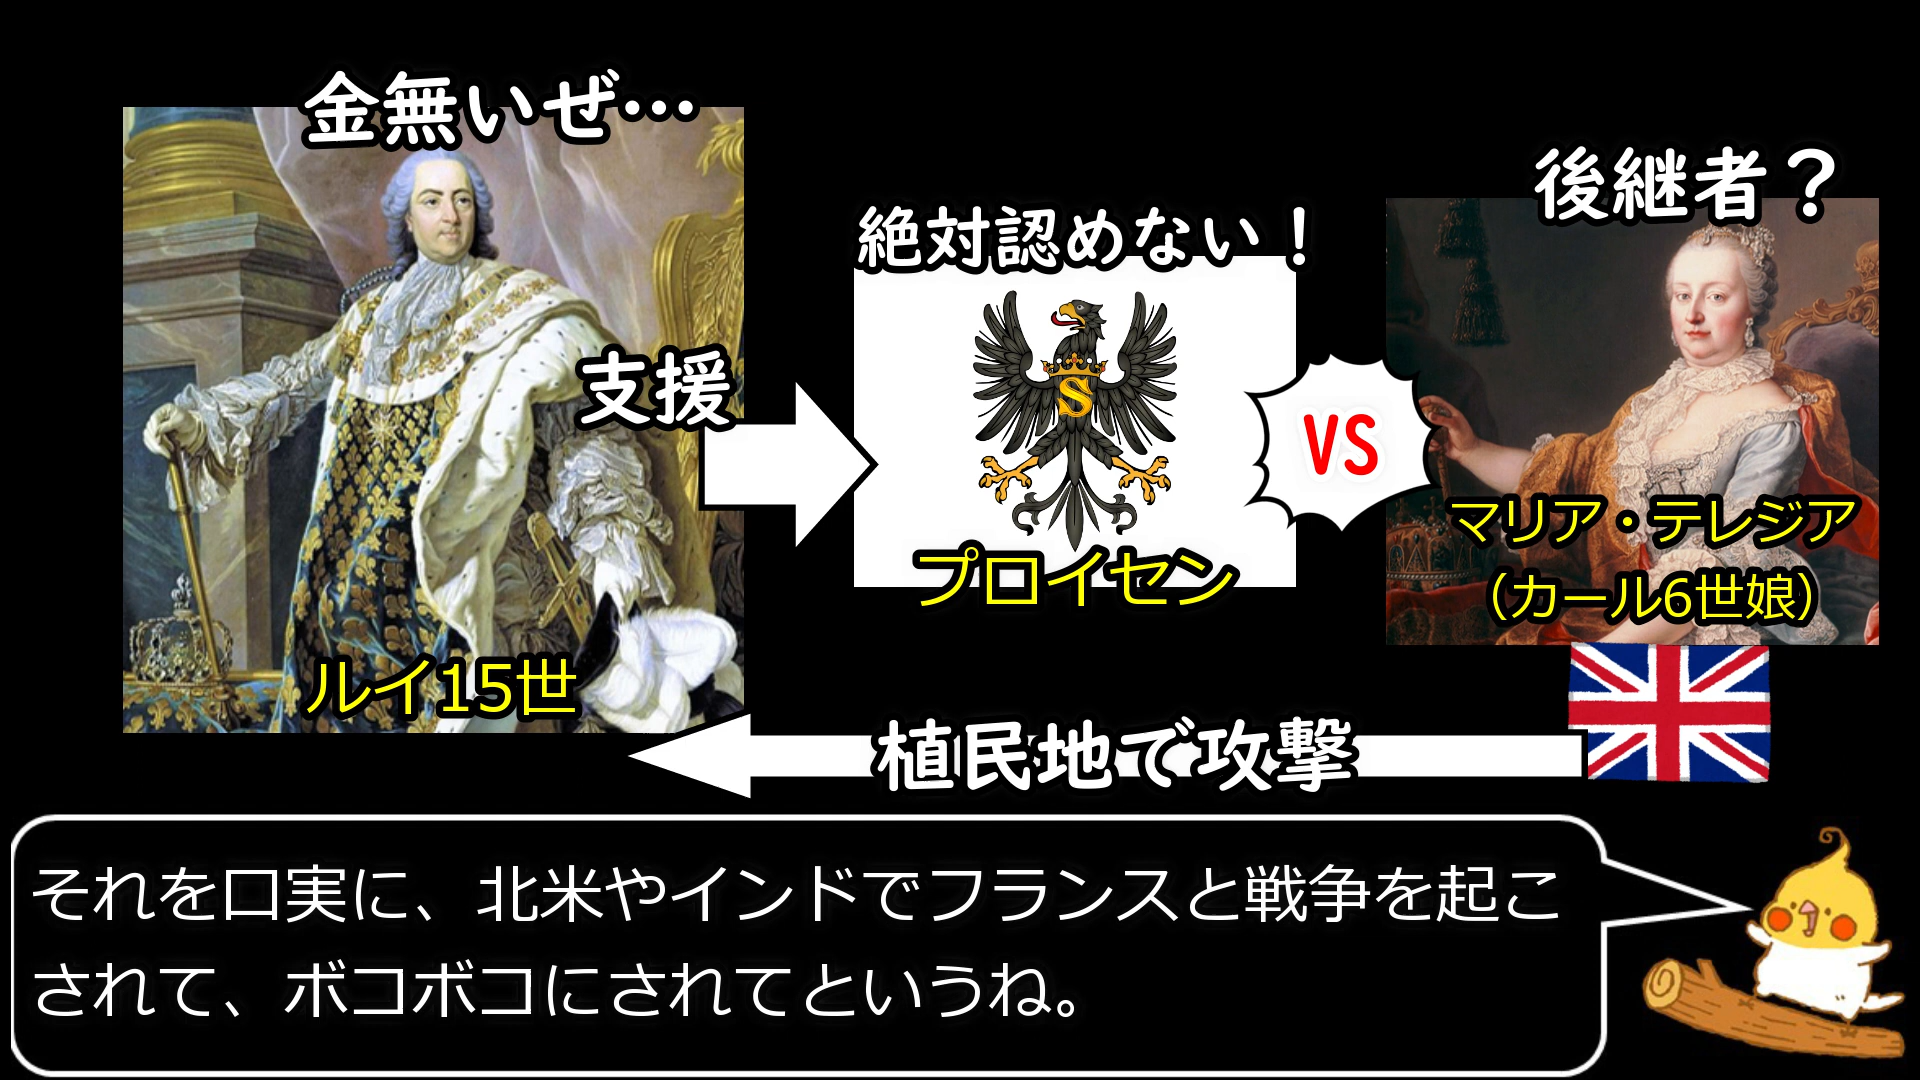 金無いぜ…
後継者？
絶対認めない！
支援
S
VS
マリア・テレジア
プロイセン
（カール6世娘）
ルイ15世
植民地で攻撃
それを口実に、北米やインドでフランスと戦争を起こ
されて、ボコボコにされてというね。